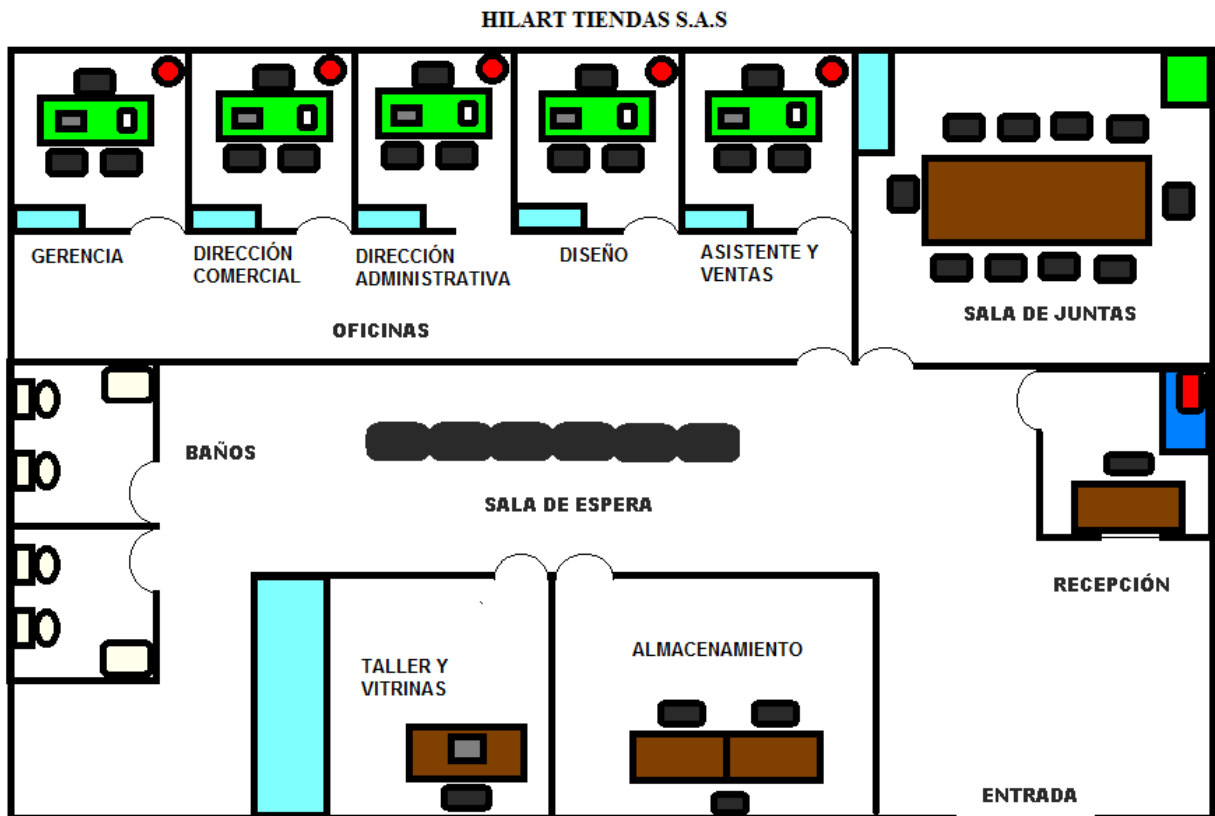 HILART TIENDAS S.A.S
GERENCIA
DIRECCIÓN
COMERCIAL
DIRECCIÓN
ADMINISTRATIVA
DISEÑO
ASISTENTE Y
VENTAS
SALA DE JUNTAS
OFICINAS
BAÑOS
SALA DE ESPERA
RECEPCIÓN
TALLER Y
VITRINAS
ALMACENAMIENTO
ENTRADA